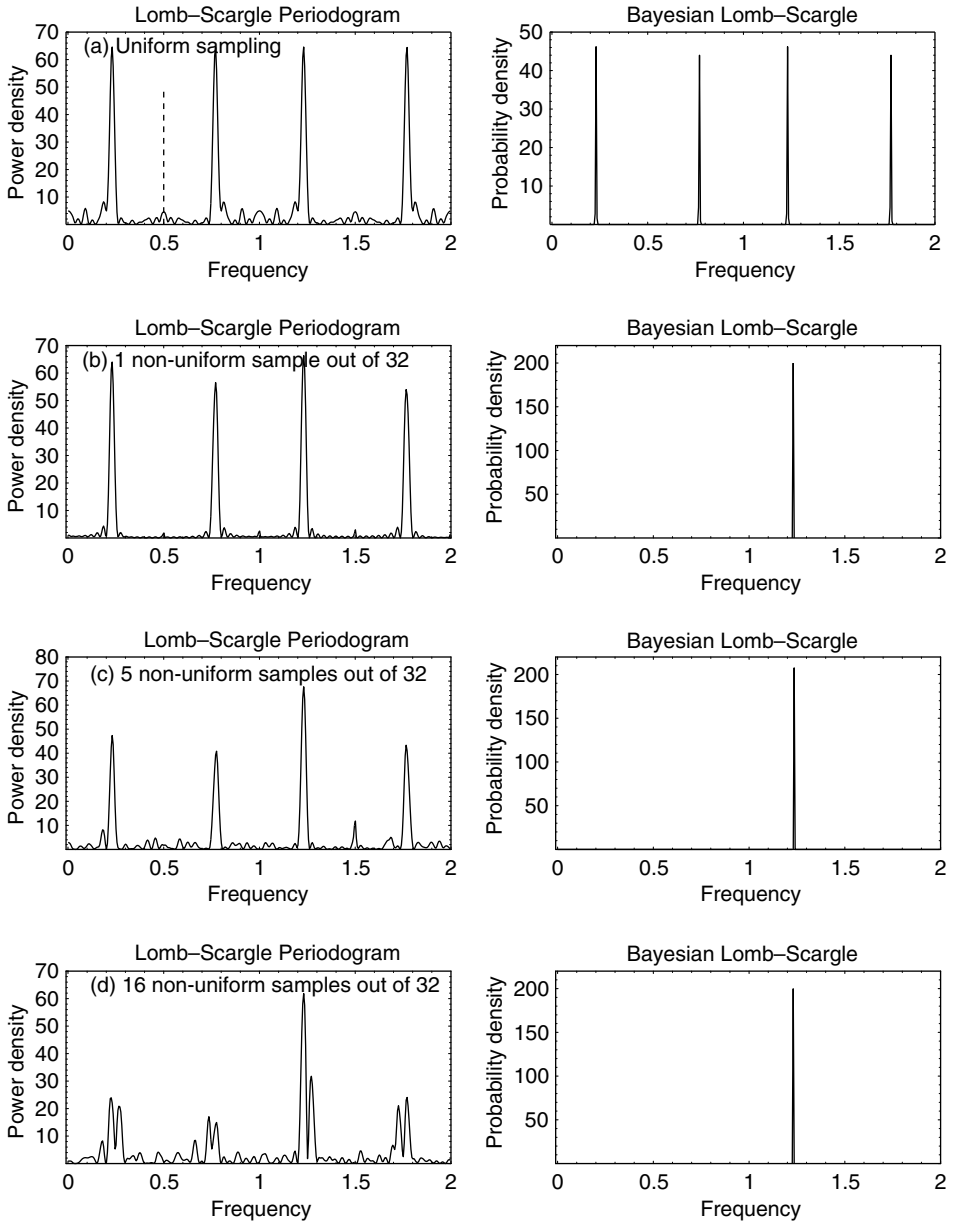 Lomb–Scargle Periodogram
(a) Uniform sampling
Power density
70
60
50
40
30
20
10
0 0.5 1 1.5 2
Frequency
Bayesian Lomb–Scargle
Probability density
50
40
30
20
10
0 0.5 1 1.5 2
Frequency
Lomb–Scargle Periodogram
(b) 1 non-uniform sample out of 32
Power density
70
60
50
40
30
20
10
0 0.5 1 1.5 2
Frequency
Bayesian Lomb–Scargle
Probability density
200
150
100
50
0 0.5 1 1.5 2
Frequency
Lomb–Scargle Periodogram
(c) 5 non-uniform samples out of 32
Power density
80
70
60
50
40
30
20
10
0 0.5 1 1.5 2
Frequency
Bayesian Lomb–Scargle
Probability density
200
150
100
50
0 0.5 1 1.5 2
Frequency
Lomb–Scargle Periodogram
(d) 16 non-uniform samples out of 32
Power density
70
60
50
40
30
20
10
0 0.5 1 1.5 2
Frequency
Bayesian Lomb–Scargle
Probability density
200
150
100
50
0 0.5 1 1.5 2
Frequency